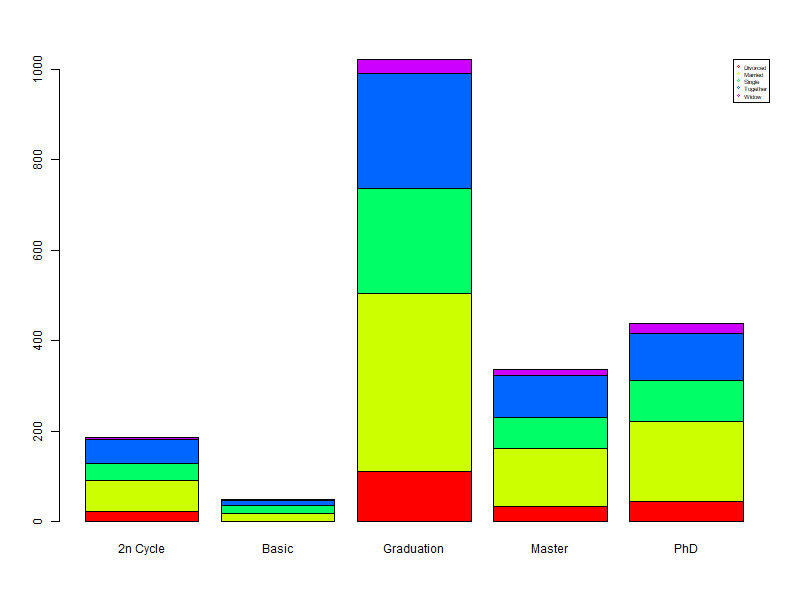 1000
800
600
400
200
0
Divorced
Married
Single
Together
Widow
2n Cycle Basic Graduation Master PhD